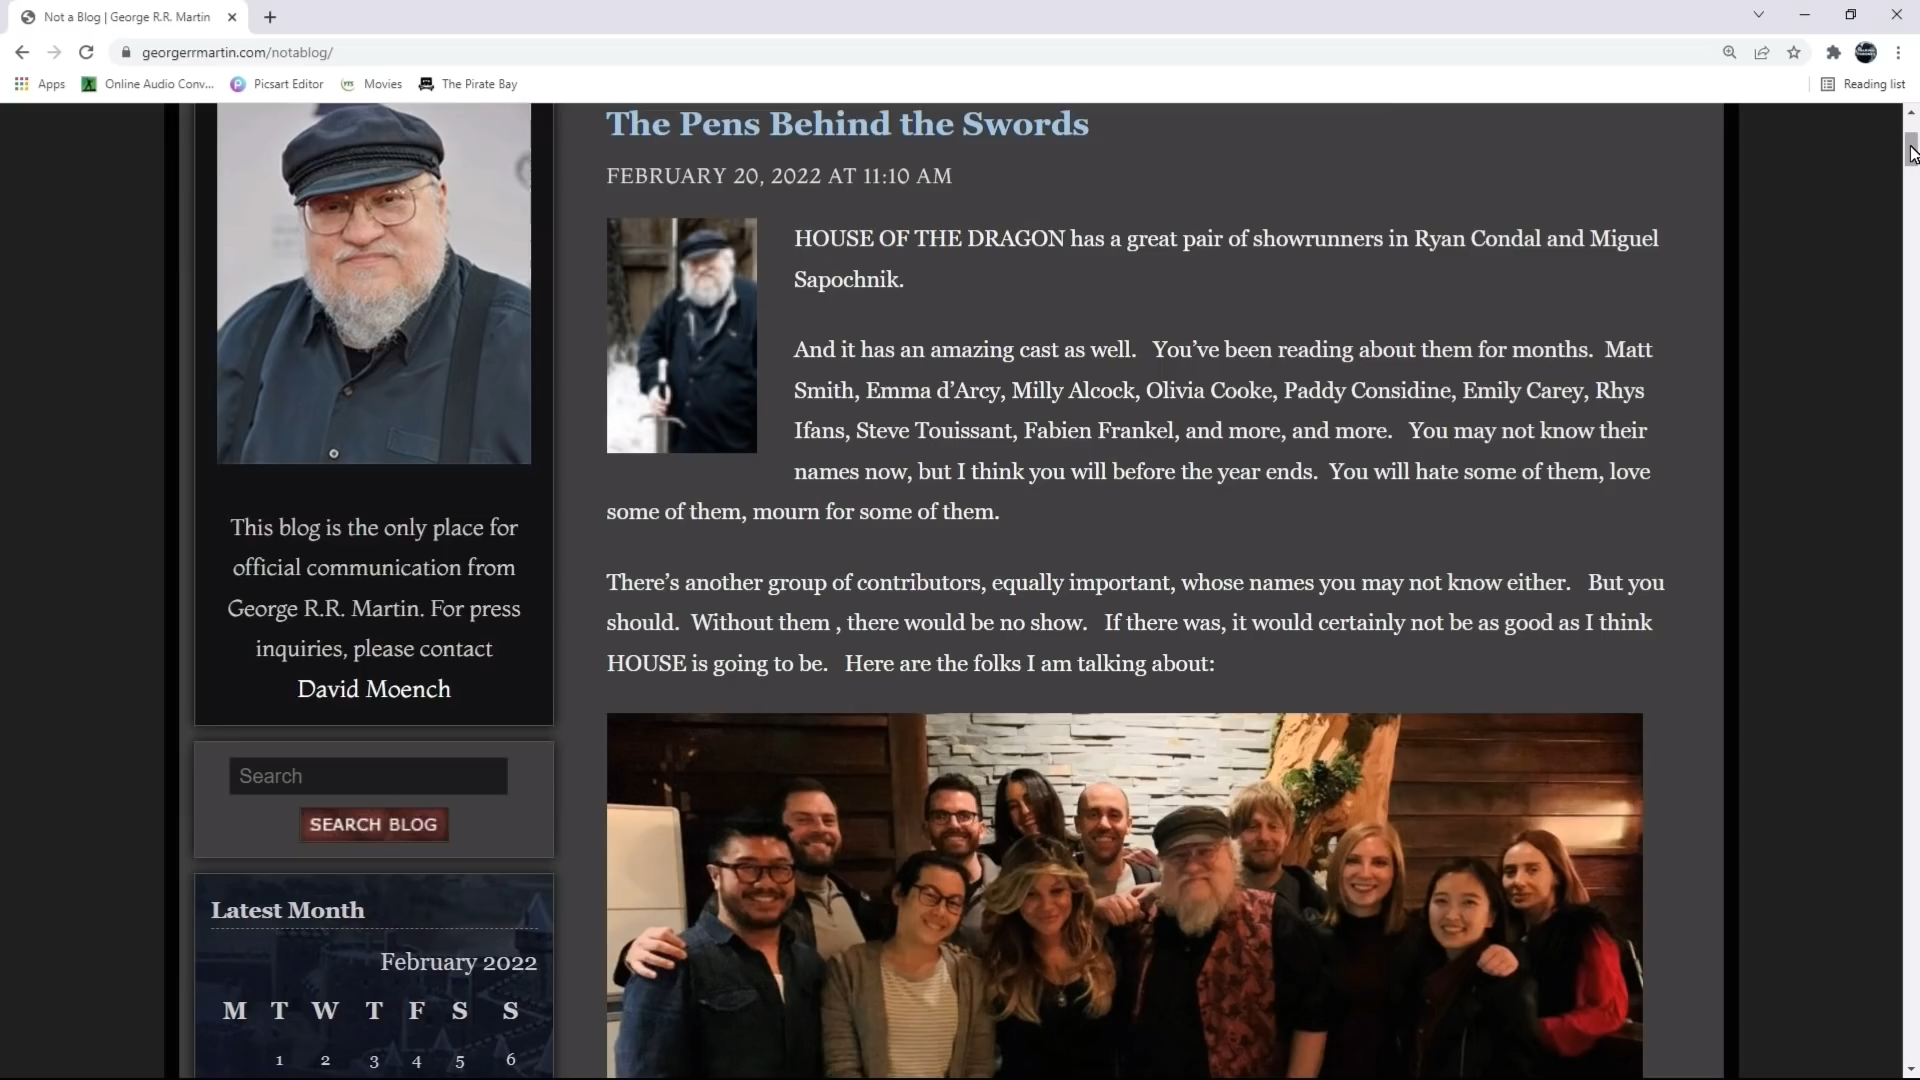 Not a Blog | George R.R. Martin
georgerrmartin.com/notablog/
Apps
Online Audio Conv...
Picsart Editor
Movies
The Pirate Bay
Reading list
The Pens Behind the Swords
FEBRUARY 20, 2022 AT 11:10 AM
HOUSE OF THE DRAGON has a great pair of showrunners in Ryan Condal and Miguel
Sapochnik.
And it has an amazing cast as well. You’ve been reading about them for months. Matt
Smith, Emma d’Arcy, Milly Alcock, Olivia Cooke, Paddy Considine, Emily Carey, Rhys
Ifans, Steve Touissant, Fabien Frankel, and more, and more. You may not know their
names now, but I think you will before the year ends. You will hate some of them, love
some of them, mourn for some of them.
There’s another group of contributors, equally important, whose names you may not know either. But you
should. Without them , there would be no show. If there was, it would certainly not be as good as I think
HOUSE is going to be. Here are the folks I am talking about:
This blog is the only place for
official communication from
George R.R. Martin. For press
inquiries, please contact
David Moench
Search
SEARCH BLOG
Latest Month
February 2022
M T W T F S S
1 2 3 4 5 6